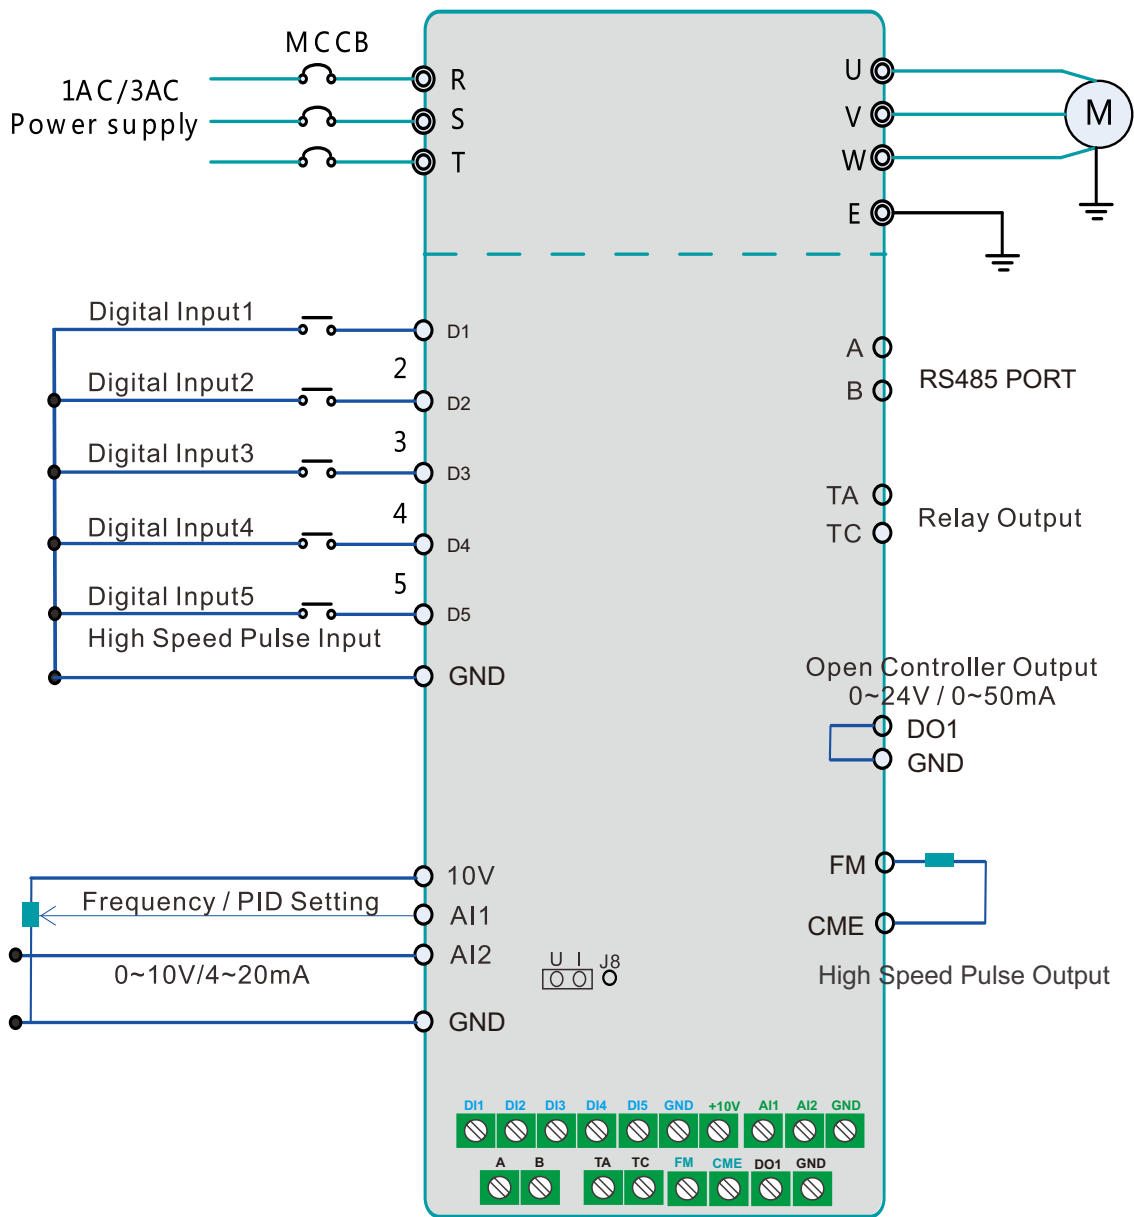 MCCB
1AC/3AC
Power supply
R
S
T
U
V
W
E
M
Digital Input1
D1
Digital Input2
2
D2
Digital Input3
3
D3
Digital Input4
4
D4
Digital Input5
5
D5
High Speed Pulse Input
GND
A
B
RS485 PORT
TA
TC
Relay Output
Open Controller Output
0~24V / 0~50mA
DO1
GND
FM
CME
High Speed Pulse Output
10V
Frequency / PID Setting
AI1
AI2
0~10V/4~20mA
GND
U I J8
DI1 DI2 DI3 DI4 DI5 GND +10V AI1 AI2 GND
A B TA TC FM CME DO1 GND